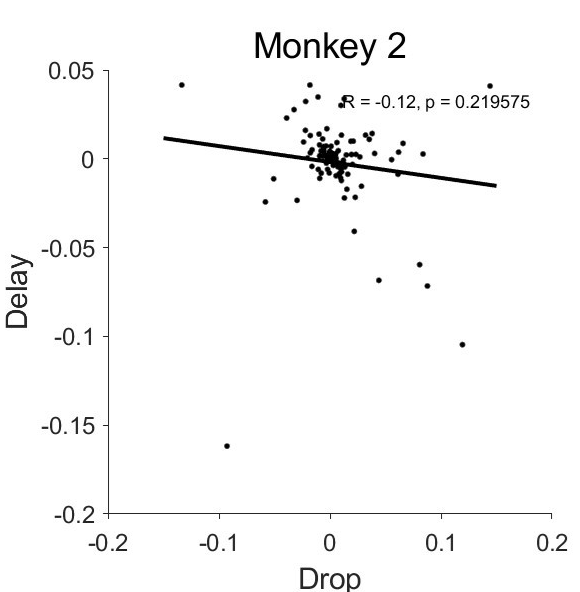 Monkey 2
0.05
R = -0.12, p = 0.219575
0
-0.05
Delay
-0.1
-0.15
-0.2
-0.2 -0.1 0 0.1 0.2
Drop